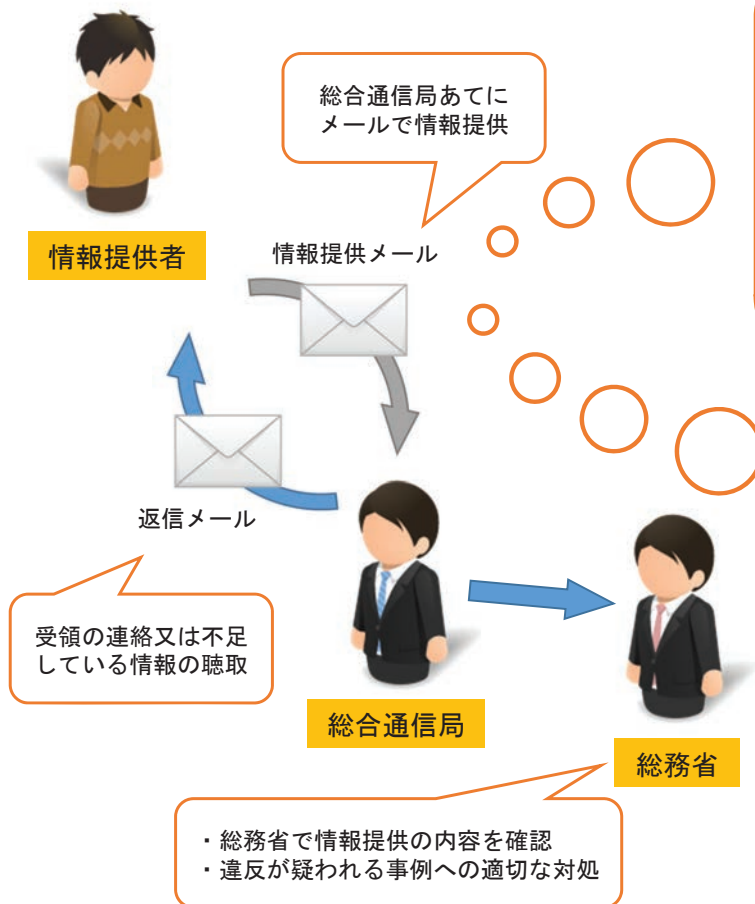 総合通信局あてに
メールで情報提供
情報提供者
情報提供メール
返信メール
受領の連絡又は不足
している情報の聴取
総合通信局
総務省
・総務省で情報提供の内容を確認
・違反が疑われる事例への適切な対処